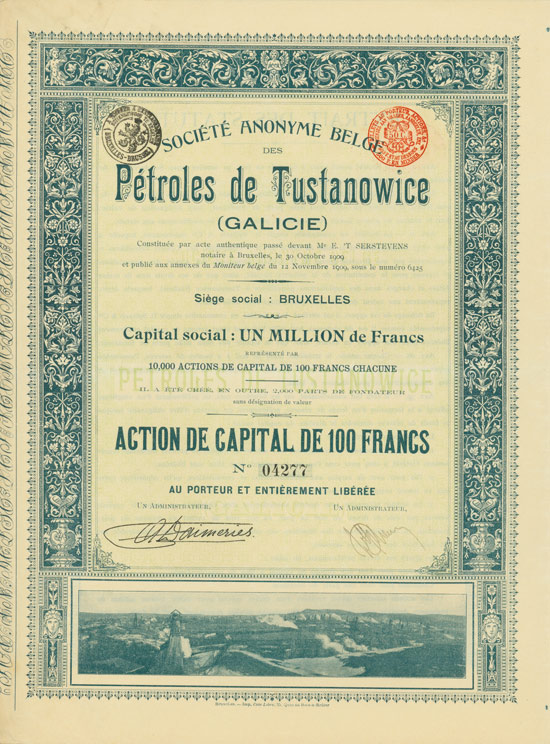 SOCIÉTÉ ANONYME BELGE
DES
Pétroles de Tustanowice
(GALICIE)
Constituée par acte authentique passé devant Me E. 'T SERSTEVENS
notaire à Bruxelles, le 30 Octobre 1909
et publié aux annexes du Moniteur belge du 12 Novembre 1909, sous le numéro 6425
Siège social : BRUXELLES
Capital social : UN MILLION de Francs
REPRÉSENTÉ PAR
10,000 ACTIONS DE CAPITAL DE 100 FRANCS CHACUNE
PETROLES DE TUSTANOWICE
IL A ÉTÉ CRÉÉ, EN OUTRE, 2,000 PARTS DE FONDATEUR
sans désignation de valeur
ACTION DE CAPITAL DE 100 FRANCS
No 04277
AU PORTEUR ET ENTIÈREMENT LIBÉRÉE
UN ADMINISTRATEUR,
UN ADMINISTRATEUR,